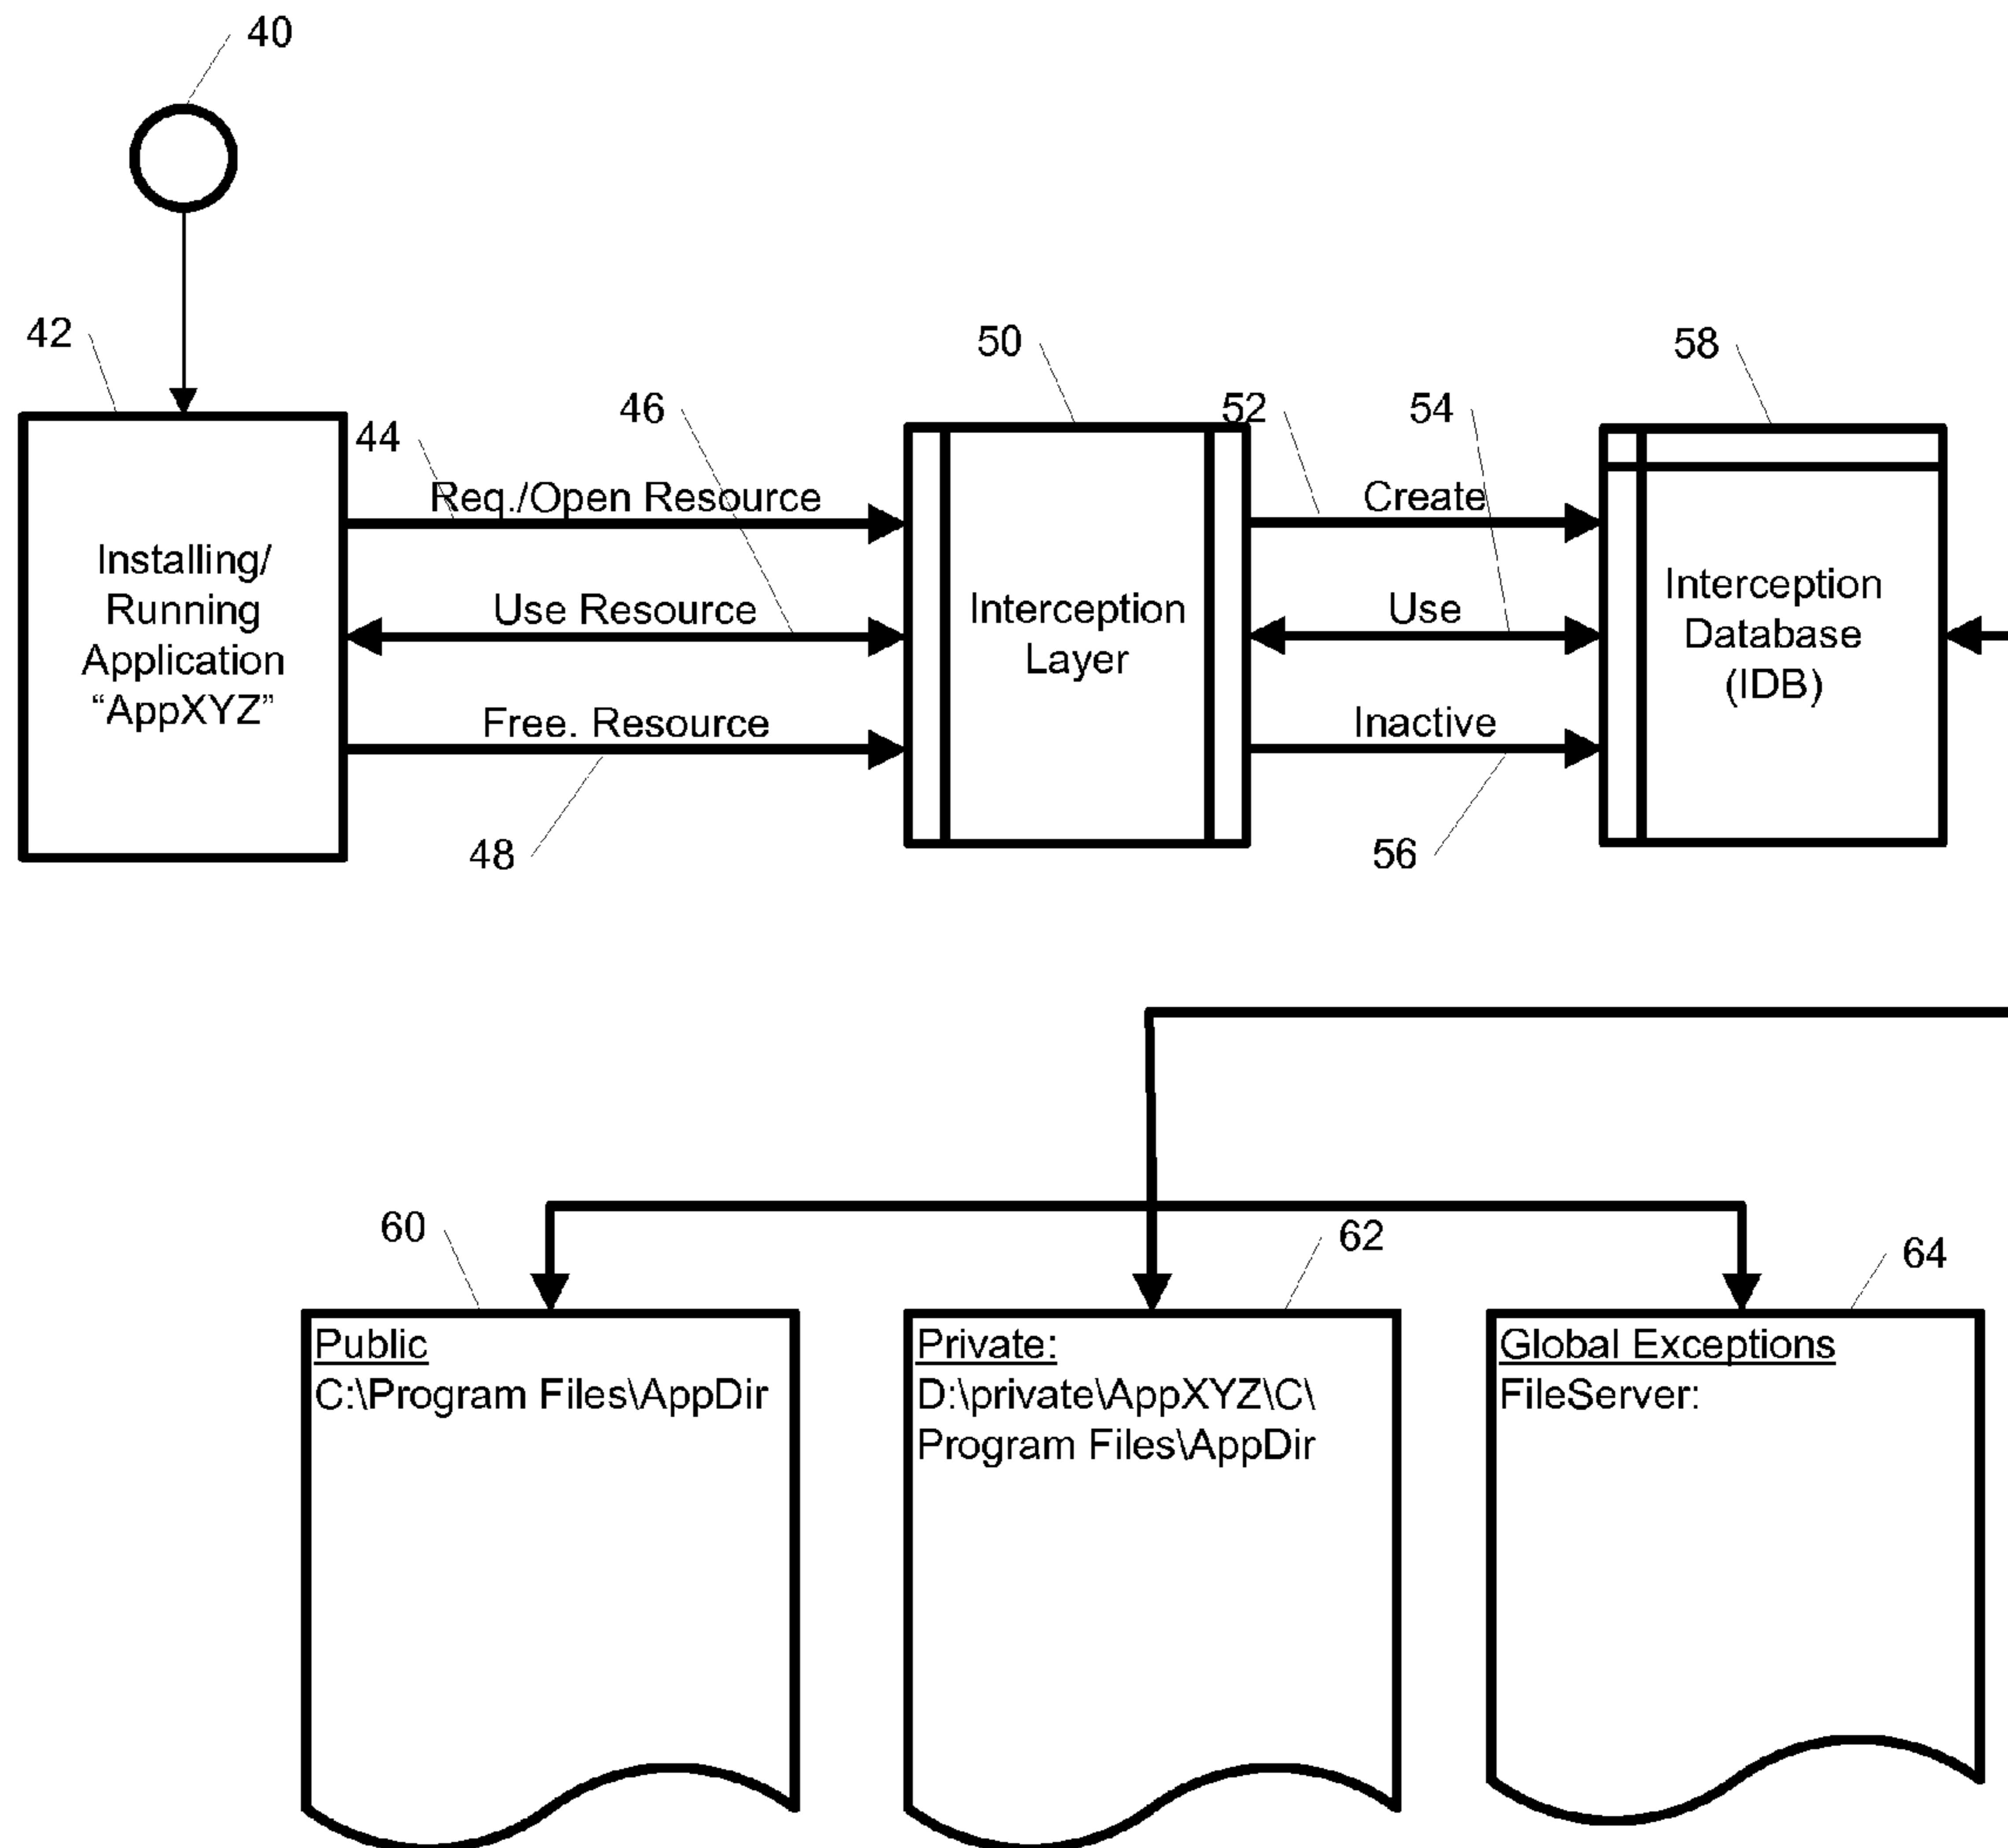 40
42
50
58
44
46
52
54
Req./Open Resource
Create
Installing/
Running
Application
“AppXYZ”
Use Resource
Interception
Layer
Use
Interception
Database
(IDB)
Free. Resource
Inactive
48
56
60
62
64
Public
C:\Program Files\AppDir
Private:
D:\private\AppXYZ\C\
Program Files\AppDir
Global Exceptions
FileServer: